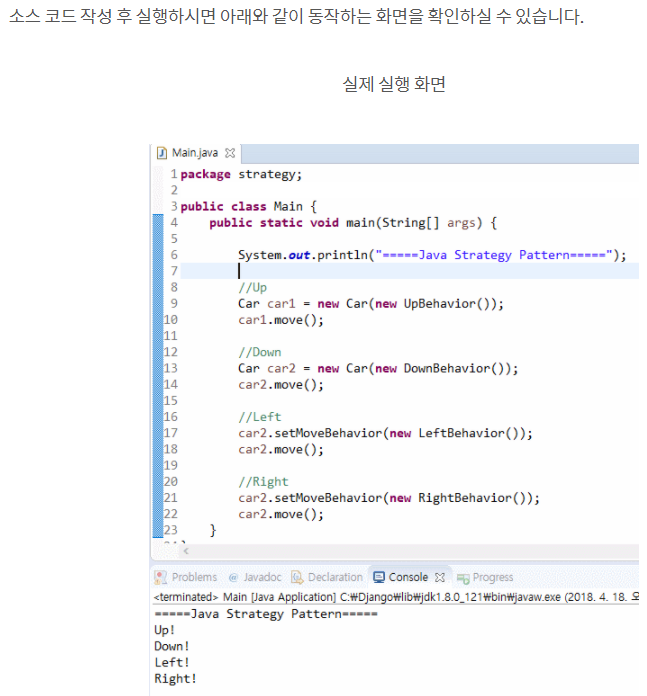 소스 코드 작성 후 실행하시면 아래와 같이 동작하는 화면을 확인하실 수 있습니다.
실제 실행 화면
Main.java
1 package strategy;
2
3 public class Main {
4 public static void main(String[] args) {
5
6 System.out.println("=====Java Strategy Pattern=====");
7
8 //Up
9 Car car1 = new Car(new UpBehavior());
10 car1.move();
11
12 //Down
13 Car car2 = new Car(new DownBehavior());
14 car2.move();
15
16 //Left
17 car2.setMoveBehavior(new LeftBehavior());
18 car2.move();
19
20 //Right
21 car2.setMoveBehavior(new RightBehavior());
22 car2.move();
23 }
Problems @ Javadoc Declaration Console Progress
<terminated> Main [Java Application] C:₩Django₩lib₩jdk1.8.0_121₩bin₩javaw.exe (2018. 4. 18. 오
=====Java Strategy Pattern=====
Up!
Down!
Left!
Right!